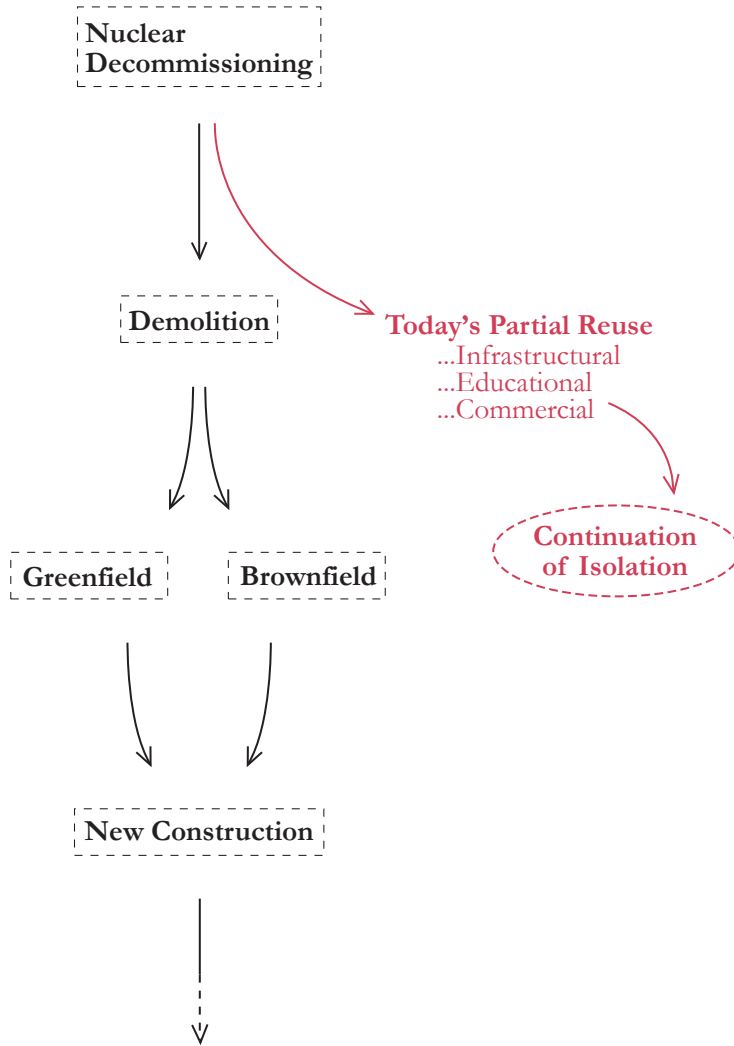 Nuclear
Decommissioning
Demolition
Today's Partial Reuse
...Infrastructural
...Educational
...Commercial
Continuation
of Isolation
Greenfield
Brownfield
New Construction